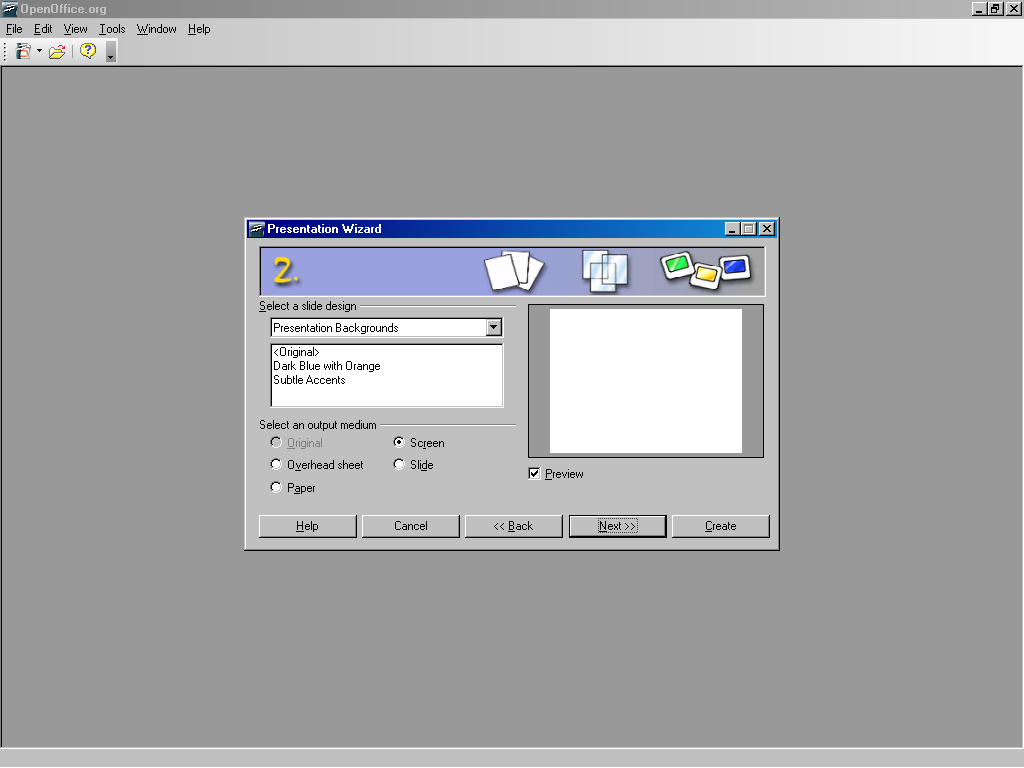 OpenOffice.org
File Edit View Tools Window Help
Presentation Wizard
2.
Select a slide design
Presentation Backgrounds
<Original>
Dark Blue with Orange
Subtle Accents
Select an output medium
Original Screen
Overhead sheet Slide
Paper
Preview
Help Cancel << Back Next >> Create